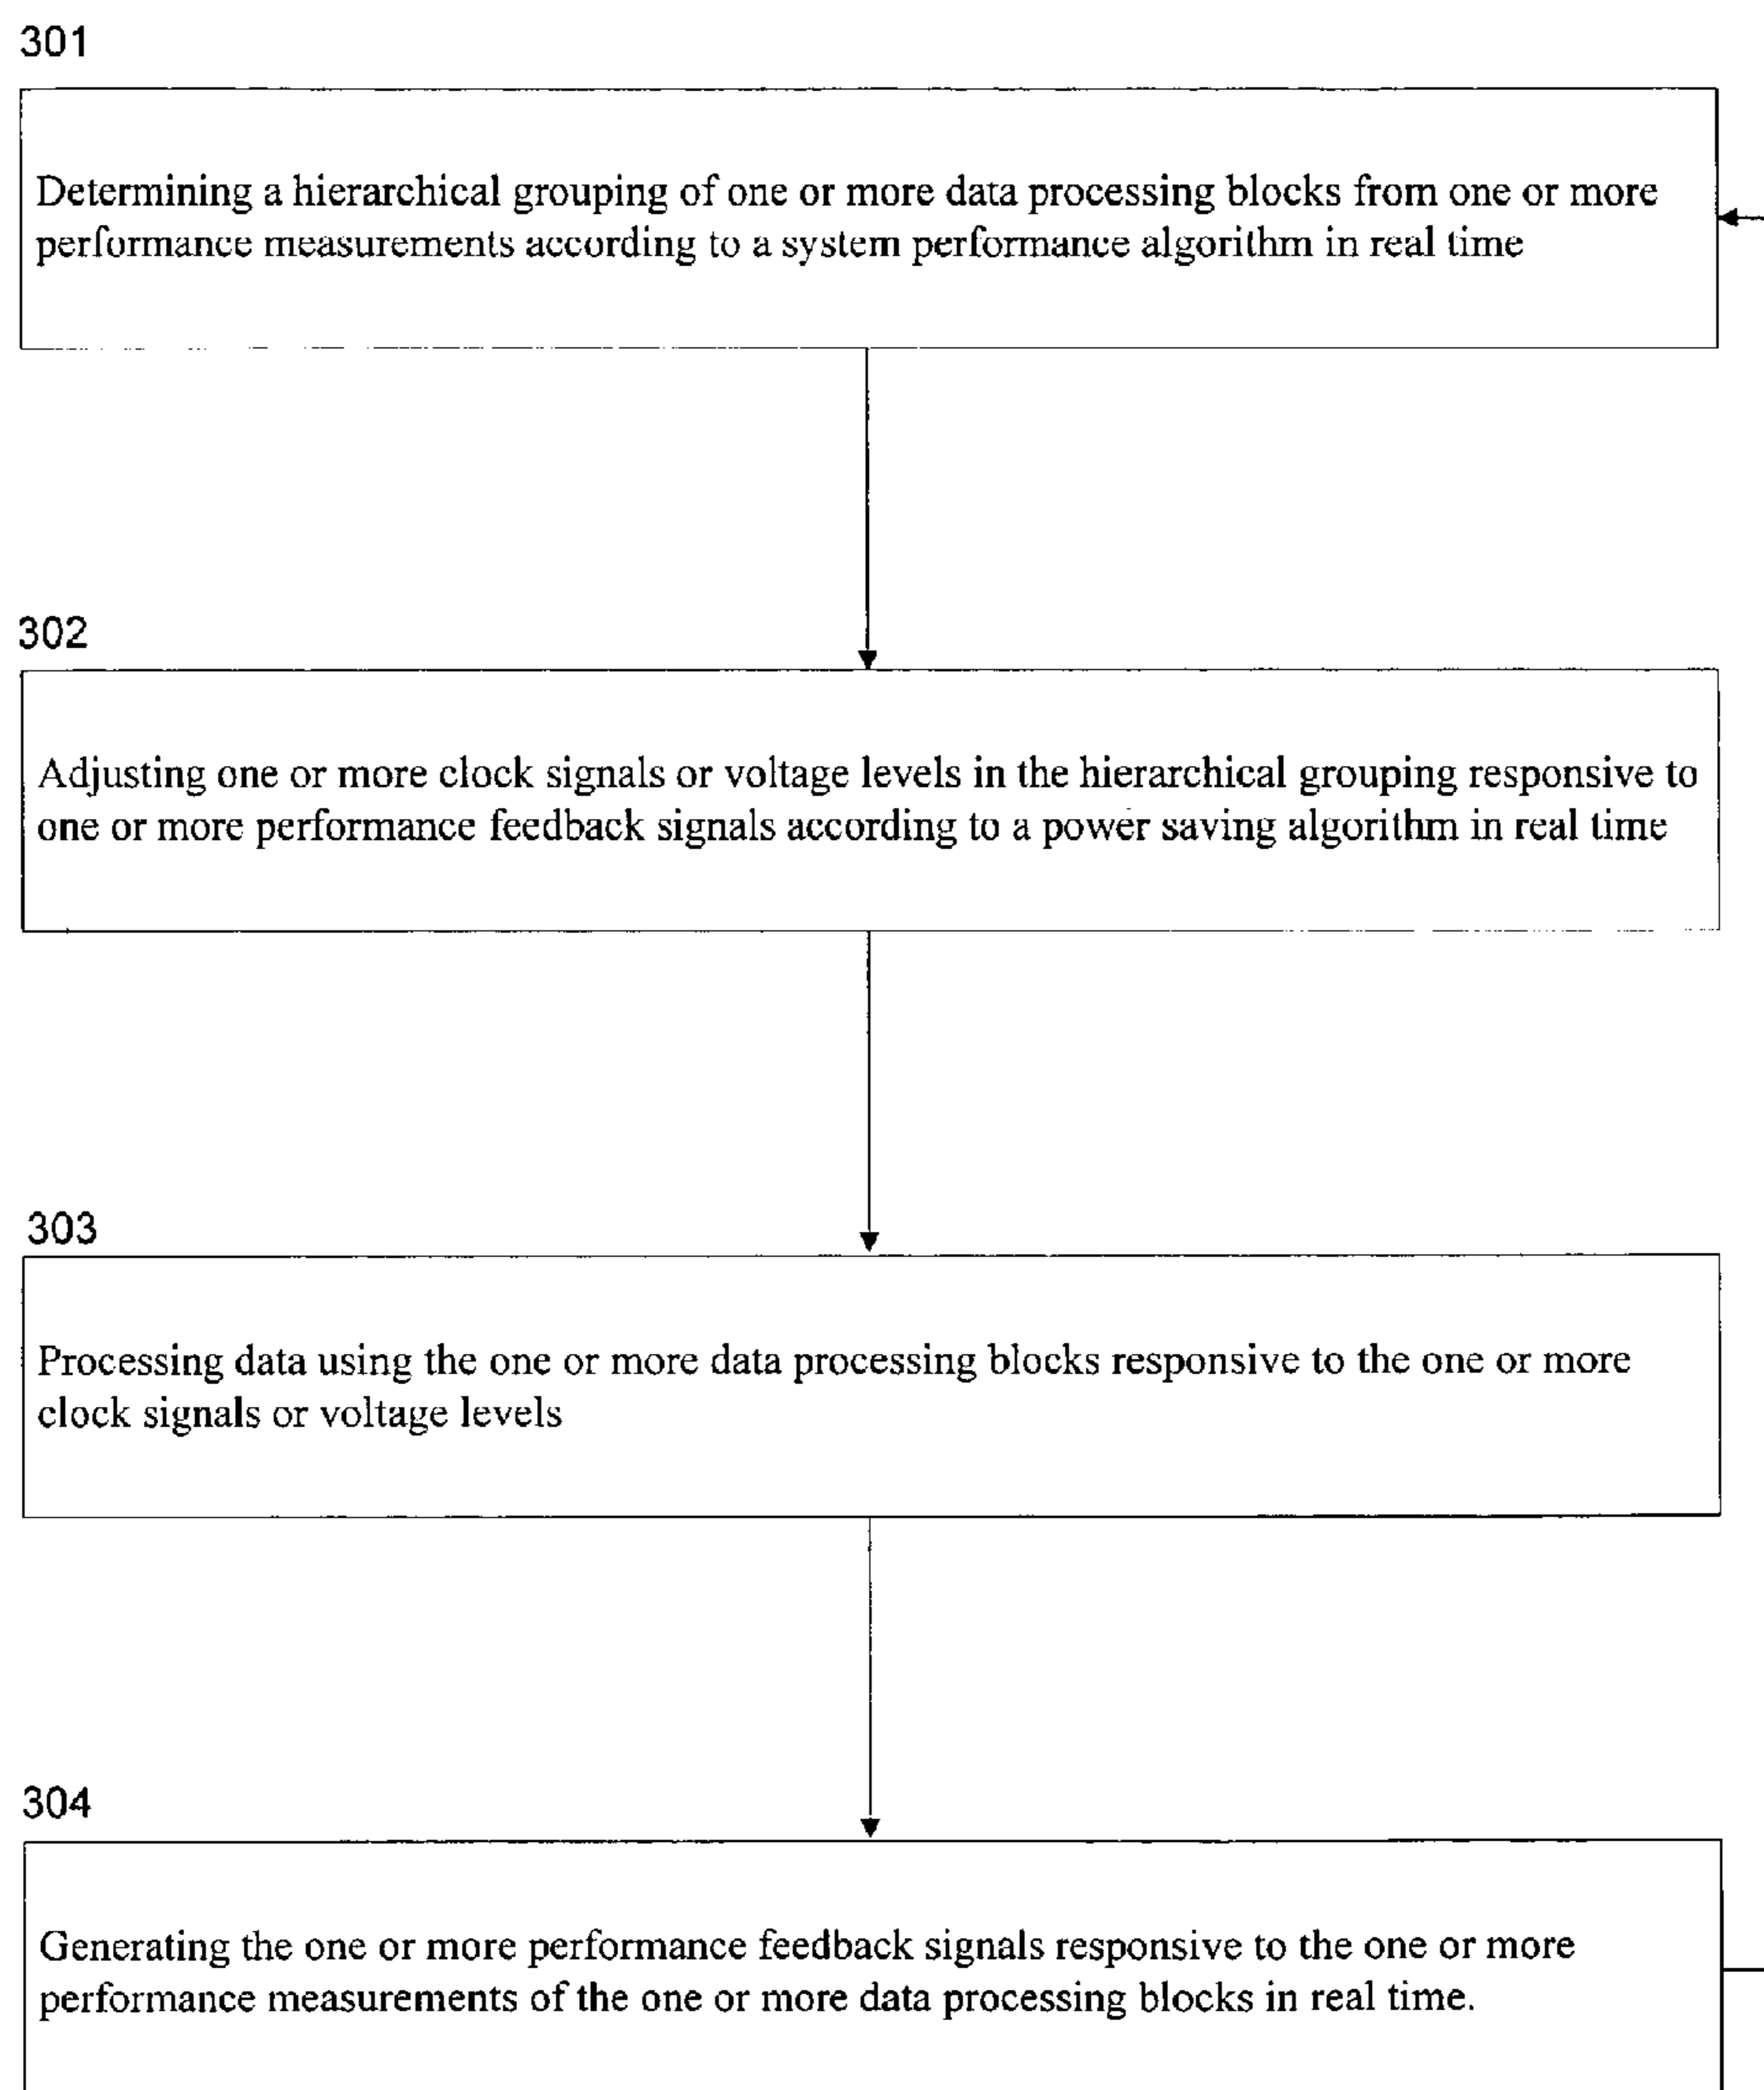 301
Determining a hierarchical grouping of one or more data processing blocks from one or more
performance measurements according to a system performance algorithm in real time
302
Adjusting one or more clock signals or voltage levels in the hierarchical grouping responsive to
one or more performance feedback signals according to a power saving algorithm in real time
303
Processing data using the one or more data processing blocks responsive to the one or more
clock signals or voltage levels
304
Generating the one or more performance feedback signals responsive to the one or more
performance measurements of the one or more data processing blocks in real time.